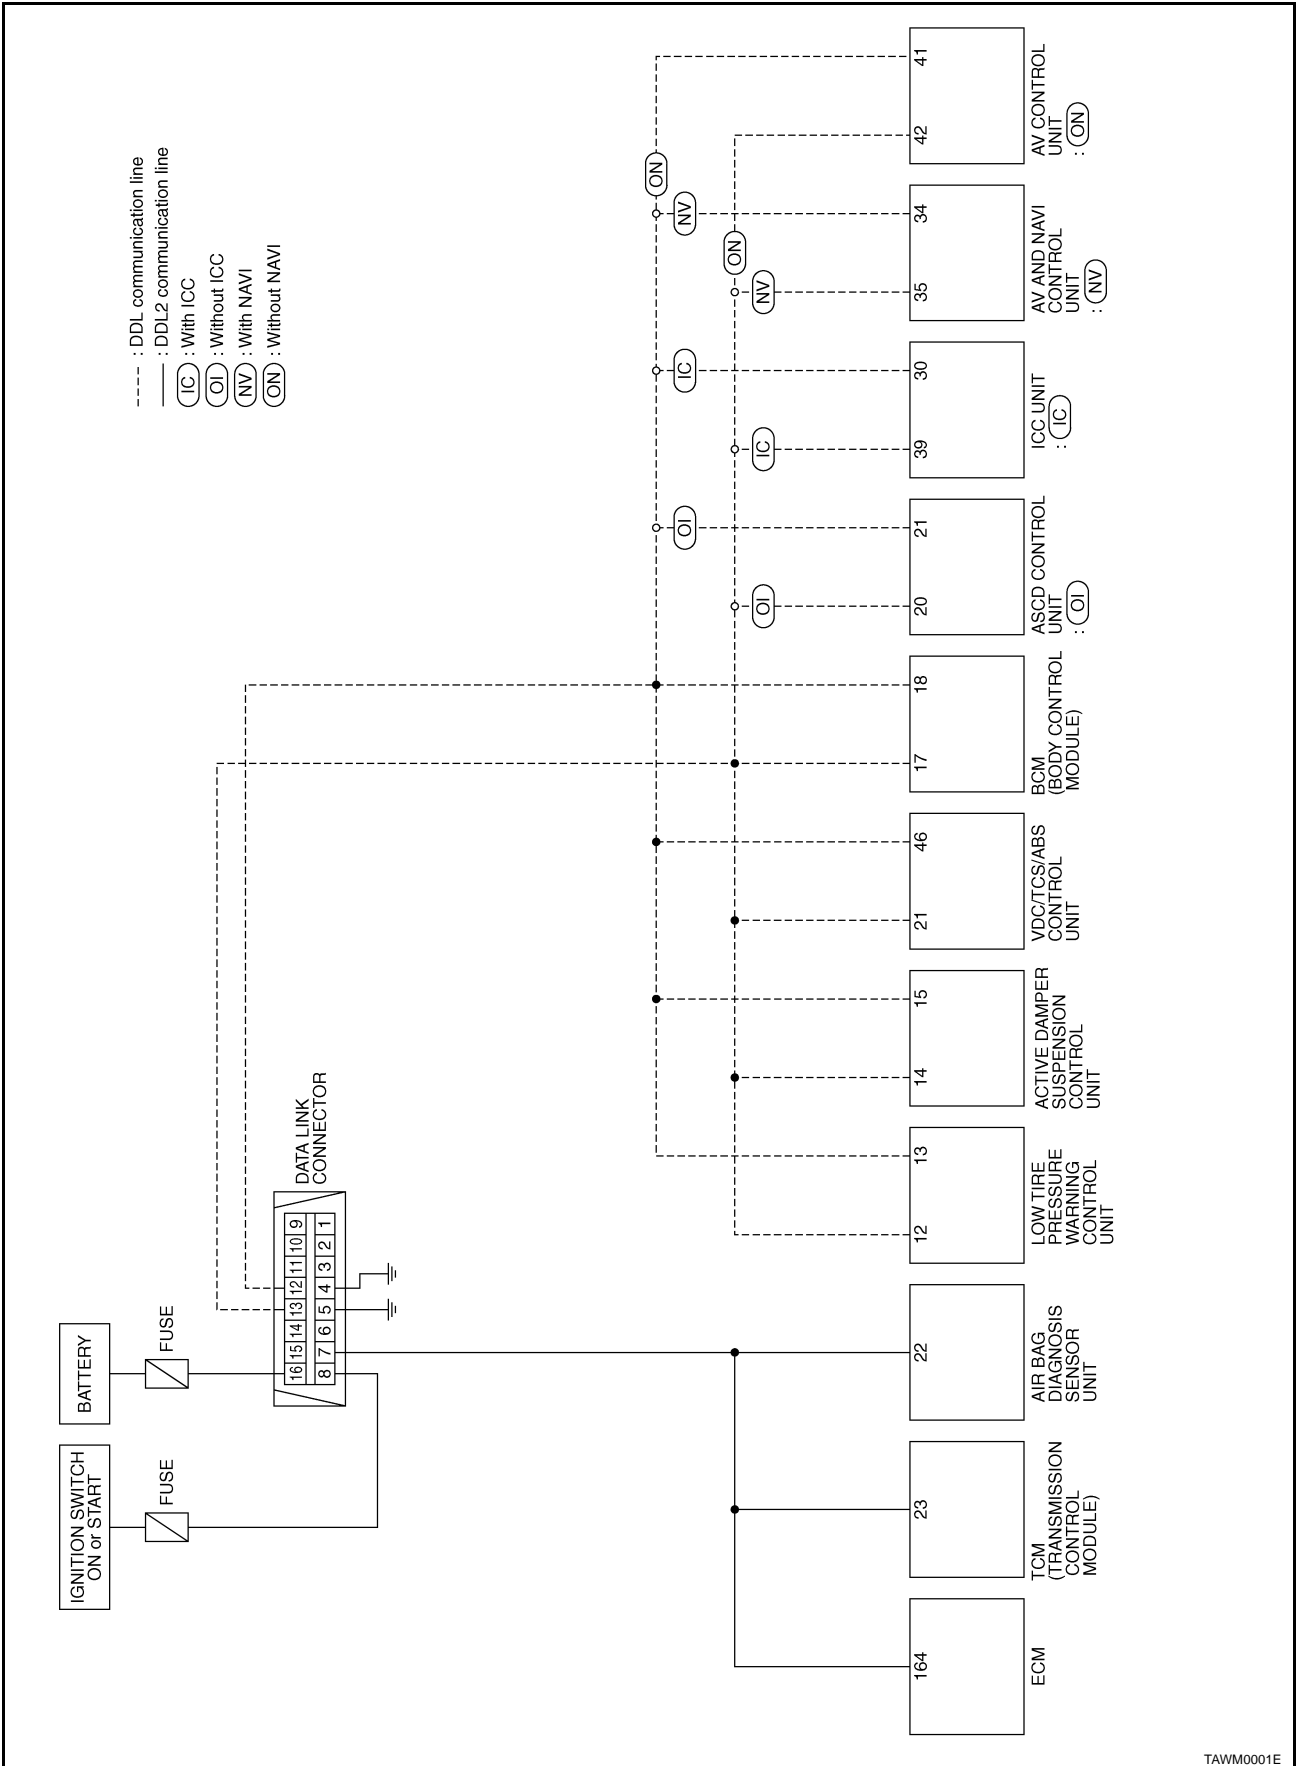 IGNITION SWITCH
ON or START
BATTERY
FUSE
FUSE
DATA LINK
CONNECTOR
16 15 14 13 12 11 10 9
8 7 6 5 4 3 2 1
: DDL communication line
: DDL2 communication line
IC : With ICC
OI : Without ICC
NV : With NAVI
ON : Without NAVI
ON
NV
IC
OI
ON
NV
IC
OI
164
ECM
23
TCM
(TRANSMISSION
CONTROL
MODULE)
22
AIR BAG
DIAGNOSIS
SENSOR
UNIT
12 13
LOW TIRE
PRESSURE
WARNING
CONTROL
UNIT
14 15
ACTIVE DAMPER
SUSPENSION
CONTROL
UNIT
21 46
VDC/TCS/ABS
CONTROL
UNIT
17 18
BCM
(BODY CONTROL
MODULE)
20 21
ASCD CONTROL
UNIT
: OI
39 30
ICC UNIT
: IC
35 34
AV AND NAVI
CONTROL
UNIT
: NV
42 41
AV CONTROL
UNIT
: ON
TAWM0001E